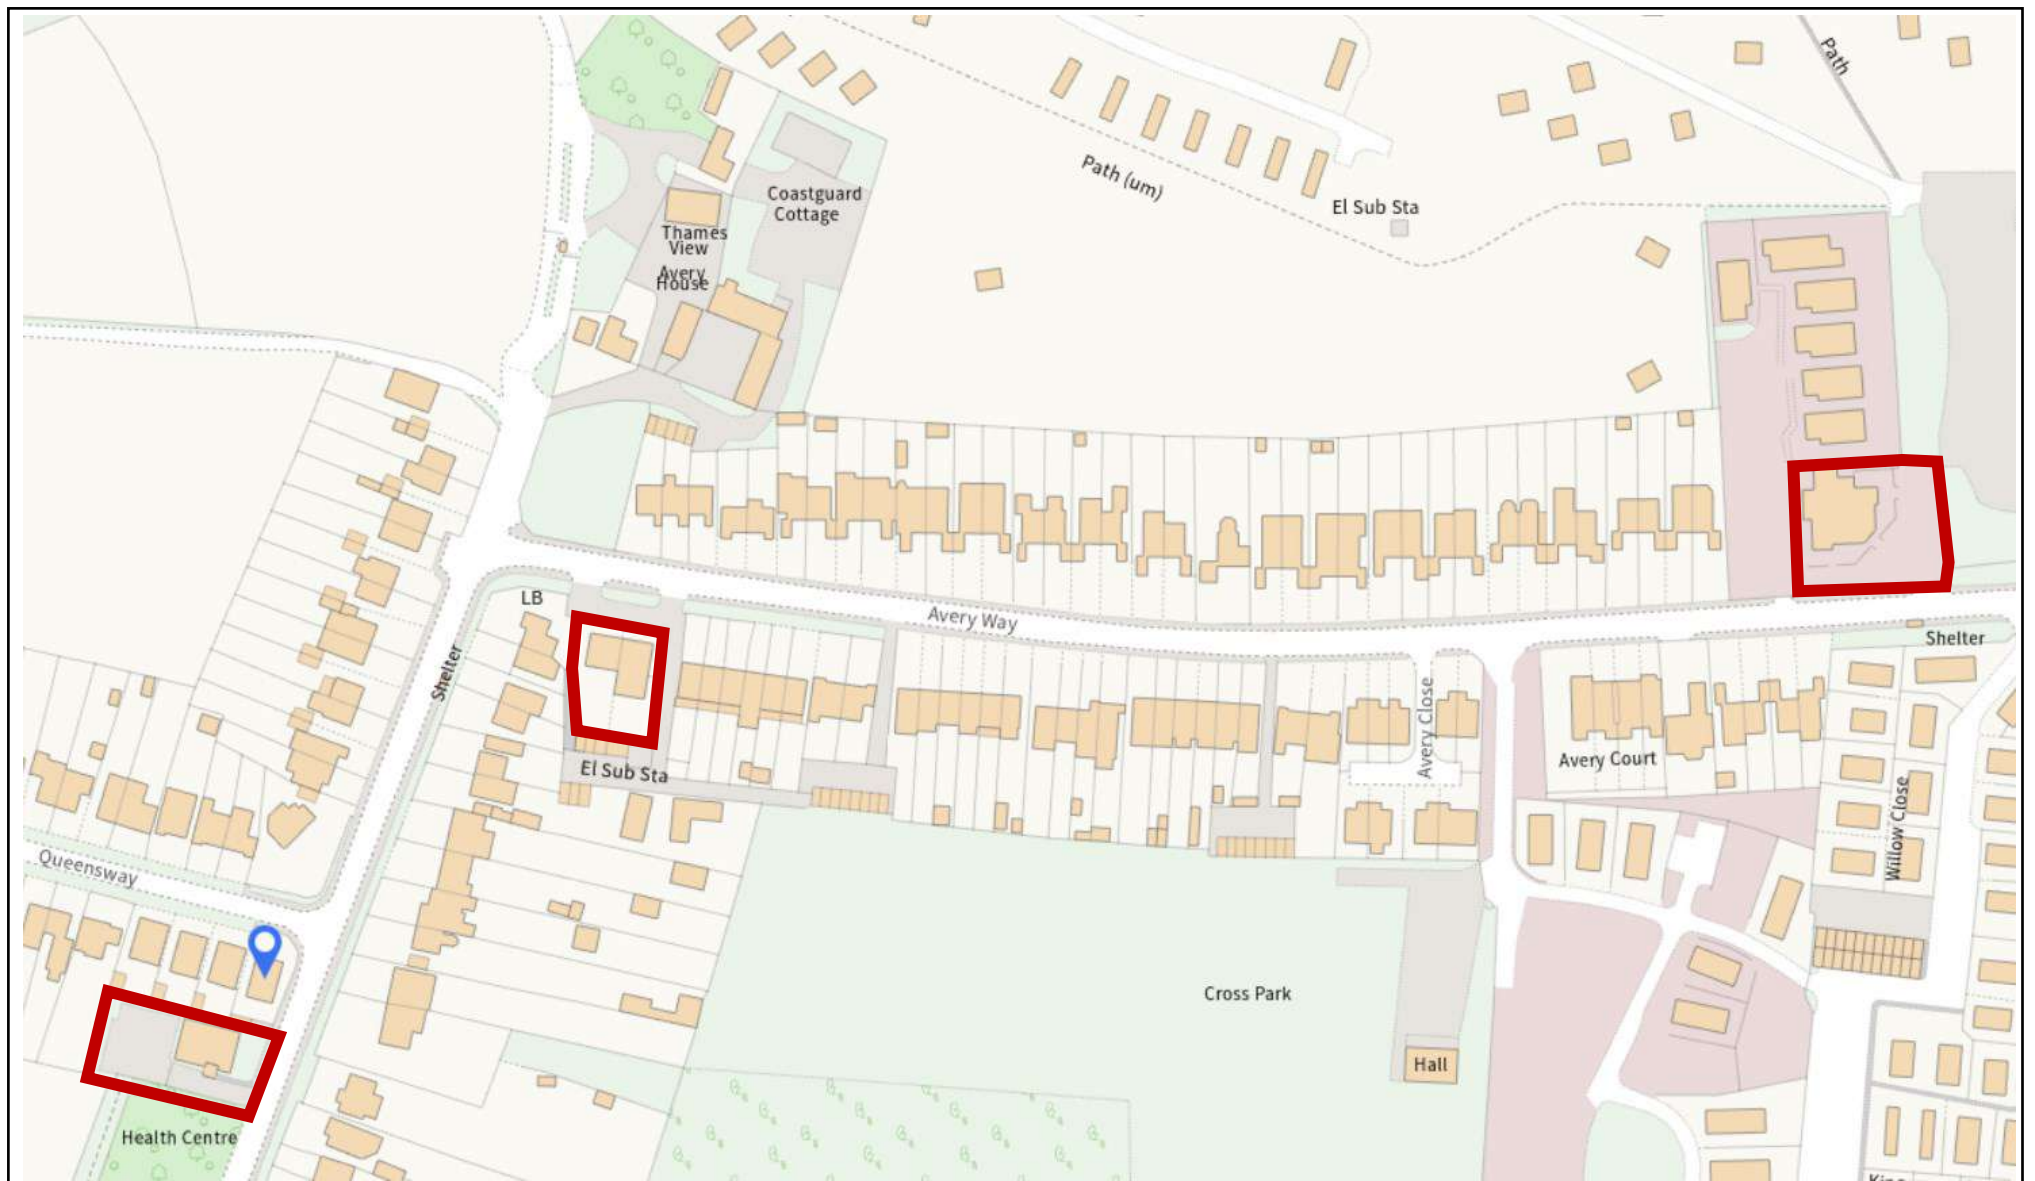 Path
Coastguard
Cottage
Path (um)
El Sub Sta
Thames
View
Avery
House
LB
Avery Way
Shelter
Shelter
Avery Close
Avery Court
El Sub Sta
Willow Close
Queensway
Cross Park
Hall
Health Centre